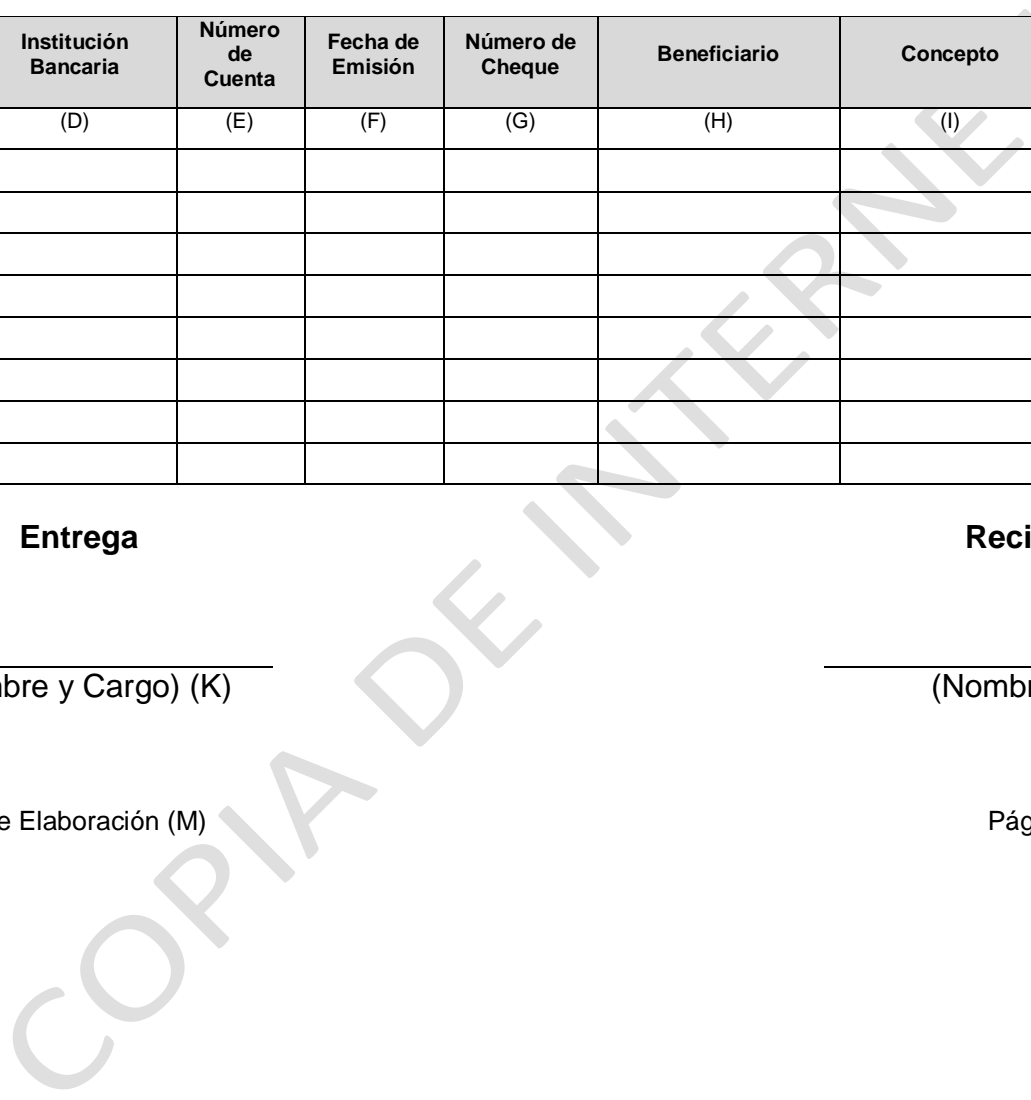 Institución Bancaria Número de Cuenta Fecha de Emisión Número de Cheque Beneficiario Concepto
(D) (E) (F) (G) (H) (I)
Entrega Reci
bre y Cargo) (K) (Nombr
e Elaboración (M) Pág
COPIA DE INTERNE